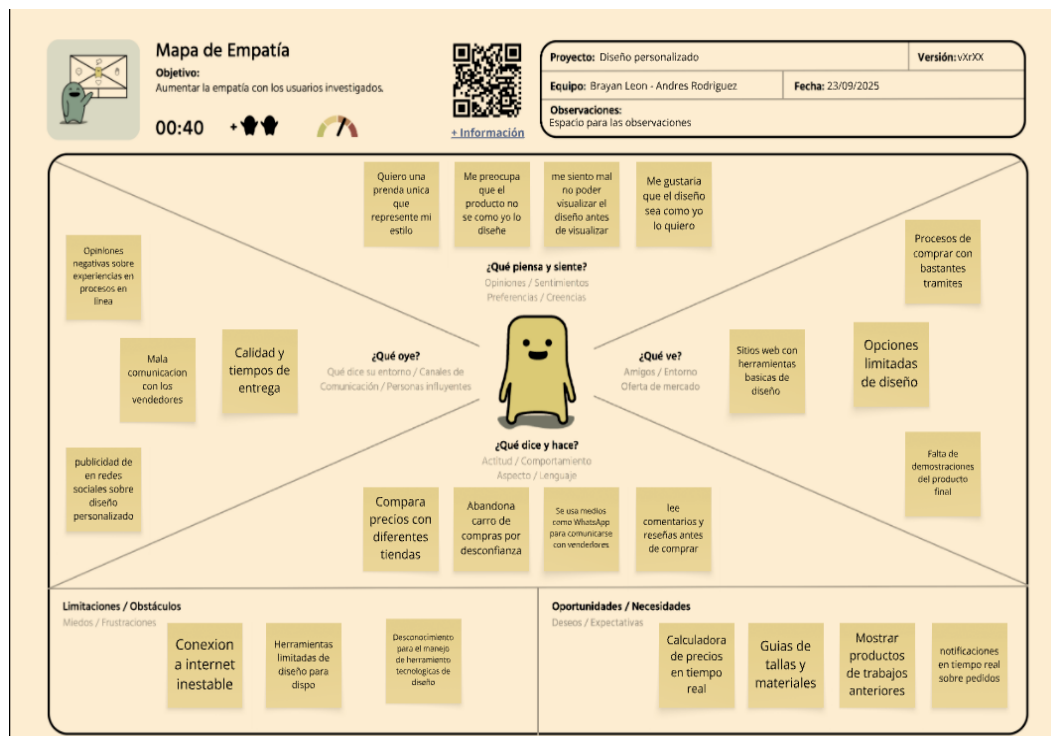 Mapa de Empatía
Objetivo:
Aumentar la empatía con los usuarios investigados.
00:40
+
+ Información
Proyecto: Diseño personalizado
Versión: vXrXX
Equipo: Brayan Leon - Andres Rodriguez
Fecha: 23/09/2025
Observaciones:
Espacio para las observaciones
Quiero una
prenda unica
que
represente mi
estilo
Me preocupa
que el
producto no
se como yo lo
diseñe
me siento mal
no poder
visualizar el
diseño antes
de visualizar
Me gustaria
que el diseño
sea como yo
lo quiero
¿Qué piensa y siente?
Opiniones / Sentimientos
Preferencias / Creencias
Opiniones
negativas sobre
experiencias en
procesos en
línea
Mala
comunicacion
con los
vendedores
Calidad y
tiempos de
entrega
publicidad de
en redes
sociales sobre
diseño
personalizado
¿Qué oye?
Qué dice su entorno / Canales de
Comunicación / Personas influyentes
¿Qué ve?
Amigos / Entorno
Oferta de mercado
Sitios web con
herramientas
basicas de
diseño
Procesos de
comprar con
bastantes
tramites
Opciones
limitadas
de diseño
Falta de
demostraciones
del producto
final
¿Qué dice y hace?
Actitud / Comportamiento
Aspecto / Lenguaje
Compara
precios con
diferentes
tiendas
Abandona
carro de
compras por
desconfianza
Se usa medios
como WhatsApp
para comunicarse
con vendedores
lee
comentarios y
reseñas antes
de comprar
Limitaciones / Obstáculos
Miedos / Frustraciones
Conexion
a internet
inestable
Herramientas
limitadas de
diseño para
dispo
Desconocimiento
para el manejo
de herramiento
tecnologicas de
diseño
Oportunidades / Necesidades
Deseos / Expectativas
Calculadora
de precios
en tiempo
real
Guias de
tallas y
materiales
Mostrar
productos
de trabajos
anteriores
notificaciones
en tiempo real
sobre pedidos